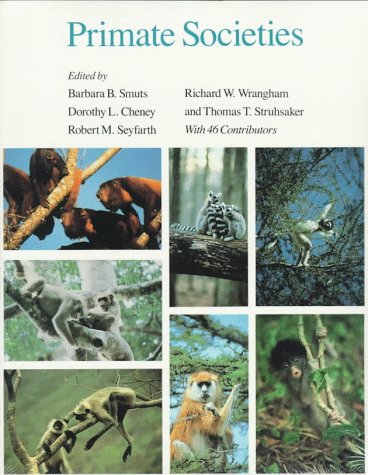 Primate Societies
Edited by
Barbara B. Smuts
Dorothy L. Cheney
Robert M. Seyfarth
Richard W. Wrangham
and Thomas T. Struhsaker
With 46 Contributors